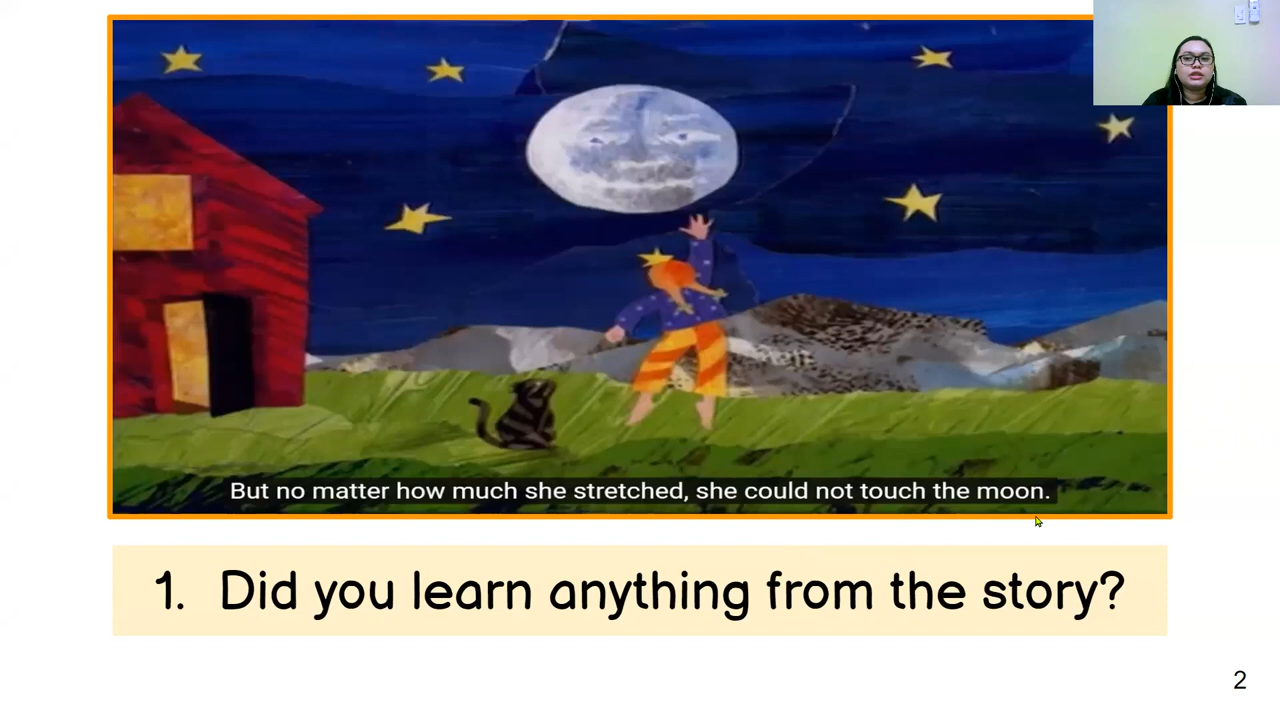 But no matter how much she stretched, she could not touch the moon.
1. Did you learn anything from the story?
2